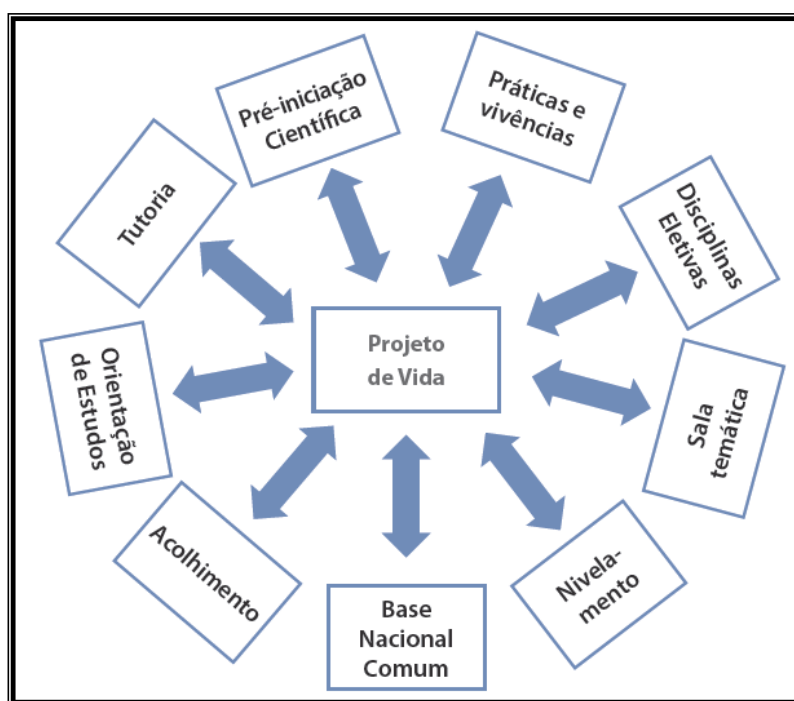 Pré-iniciação
Científica
Práticas e
vivências
Tutoria
Disciplinas
Eletivas
Projeto
de Vida
Orientação
de Estudos
Sala
temática
Acolhimento
Nivela-
mento
Base
Nacional
Comum